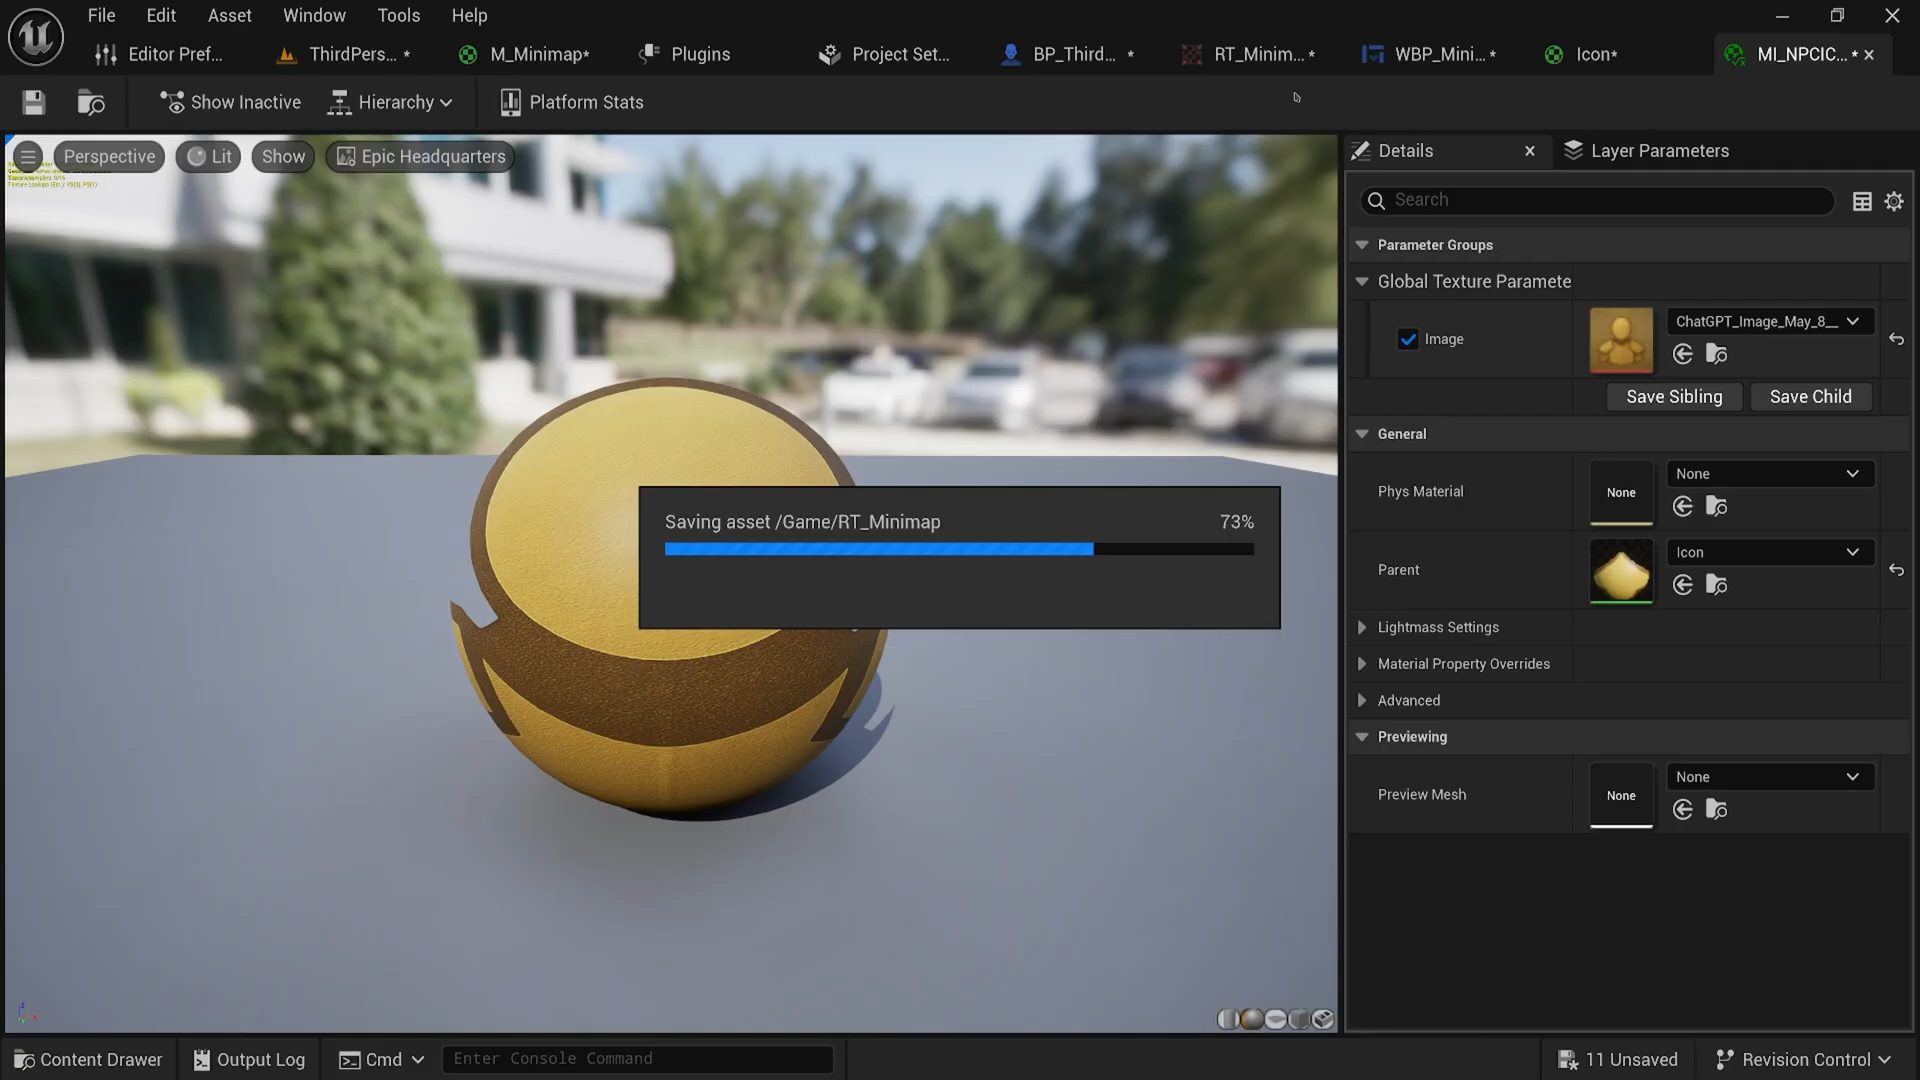 File Edit Asset Window Tools Help
Editor Pref... ThirdPers... * M_Minimap* Plugins Project Set... BP_Third... * RT_Minim... * WBP_Mini... * Icon* MI_NPCIC... *
Show Inactive Hierarchy Platform Stats
Perspective Lit Show Epic Headquarters
Details Layer Parameters
Search
Parameter Groups
Global Texture Paramete
Image
ChatGPT_Image_May_8__
Save Sibling Save Child
General
Phys Material
None
None
Parent
Icon
Lightmass Settings
Material Property Overrides
Advanced
Previewing
Preview Mesh
None
None
Saving asset /Game/RT_Minimap 73%
Content Drawer Output Log Cmd Enter Console Command 11 Unsaved Revision Control